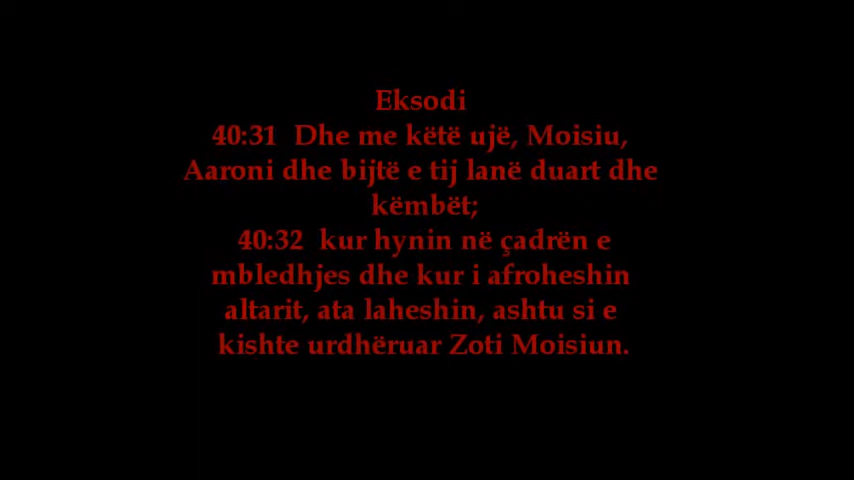 Eksodi
40:31 Dhe me këtë ujë, Moisiu,
Aaroni dhe bijtë e tij lanë duart dhe
këmbët;
40:32 kur hynin në çadrën e
mbledhjes dhe kur i afroheshin
altarit, ata laheshin, ashtu si e
kishte urdhëruar Zoti Moisiun.